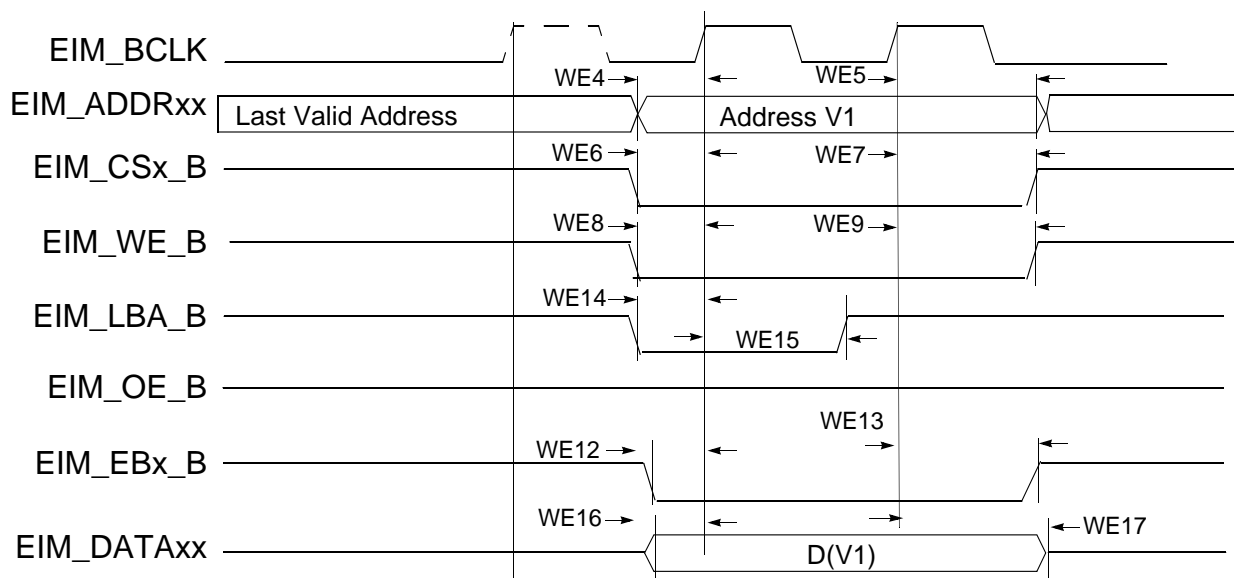 EIM_BCLK
WE4 WE5
EIM_ADDRxx
Last Valid Address Address V1
WE6 WE7
EIM_CSx_B
WE8 WE9
EIM_WE_B
WE14
EIM_LBA_B
WE15
EIM_OE_B
WE13
WE12
EIM_EBx_B
WE16 WE17
EIM_DATAxx
D(V1)